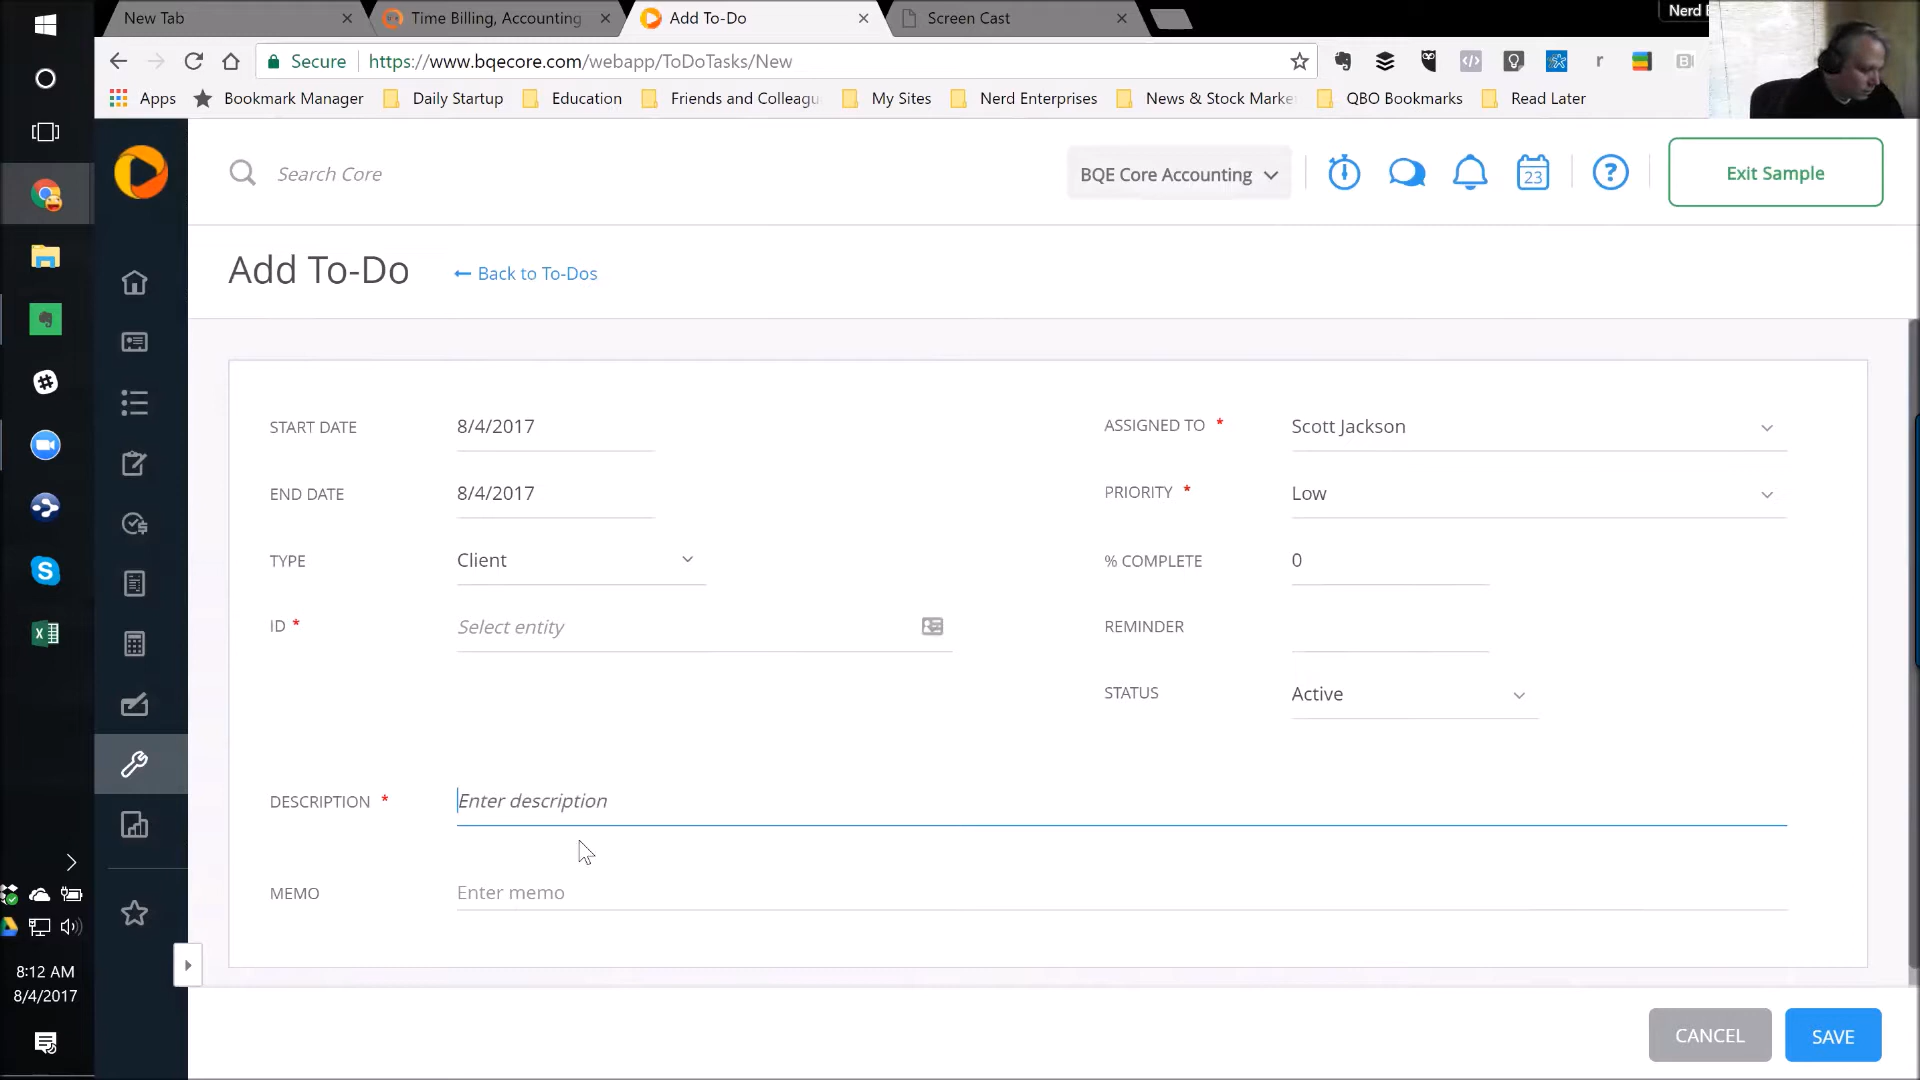 New Tab
Time Billing, Accounting
Add To-Do
Screen Cast
Secure
https://www.bqecore.com/webapp/ToDoTasks/New
Apps
Bookmark Manager
Daily Startup
Education
Friends and Colleagu
My Sites
Nerd Enterprises
News & Stock Marke
QBO Bookmarks
Read Later
Search Core
BQE Core Accounting
23
Exit Sample
Add To-Do
Back to To-Dos
START DATE 8/4/2017
ASSIGNED TO * Scott Jackson
END DATE 8/4/2017
PRIORITY * Low
TYPE Client
% COMPLETE 0
ID * Select entity
REMINDER
STATUS Active
DESCRIPTION * Enter description
MEMO Enter memo
CANCEL
SAVE
8:12 AM
8/4/2017